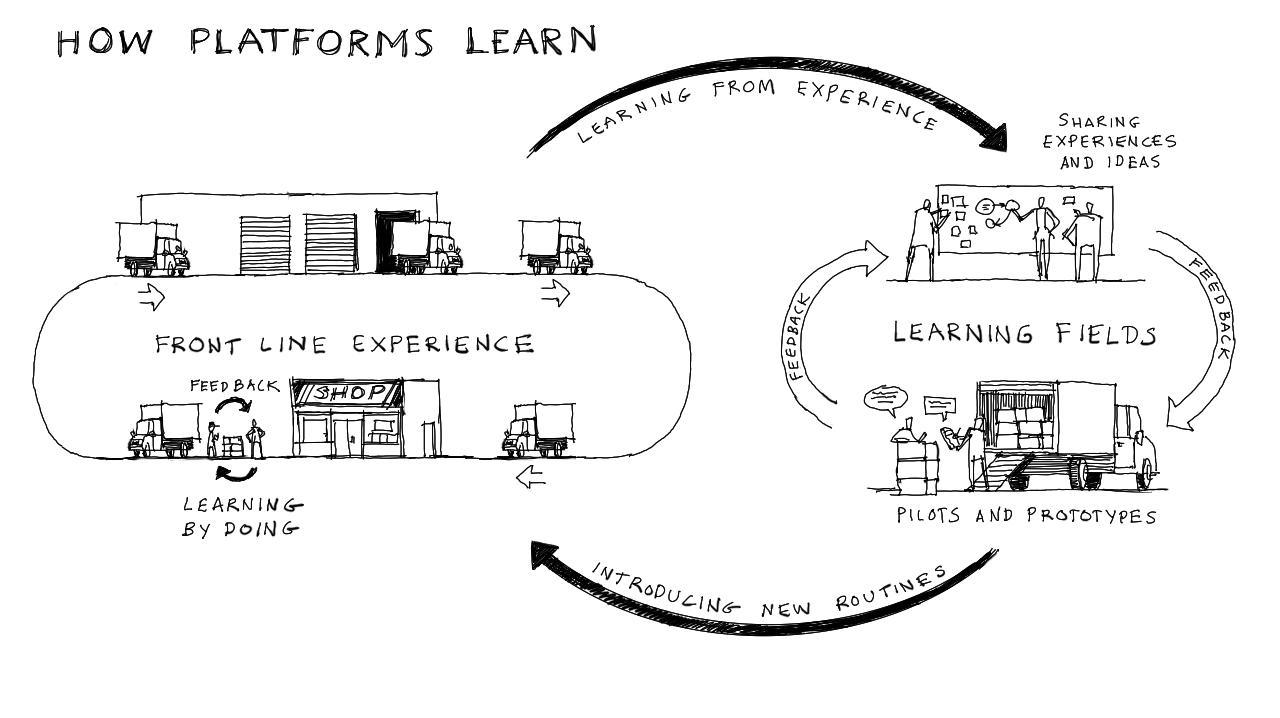 HOW PLATFORMS LEARN
LEARNING FROM EXPERIENCE
SHARING
EXPERIENCES
AND IDEAS
FRONT LINE EXPERIENCE
FEEDBACK
SHOP
LEARNING
BY DOING
FEEDBACK
FEEDBACK
LEARNING FIELDS
PILOTS AND PROTOTYPES
INTRODUCING NEW ROUTINES